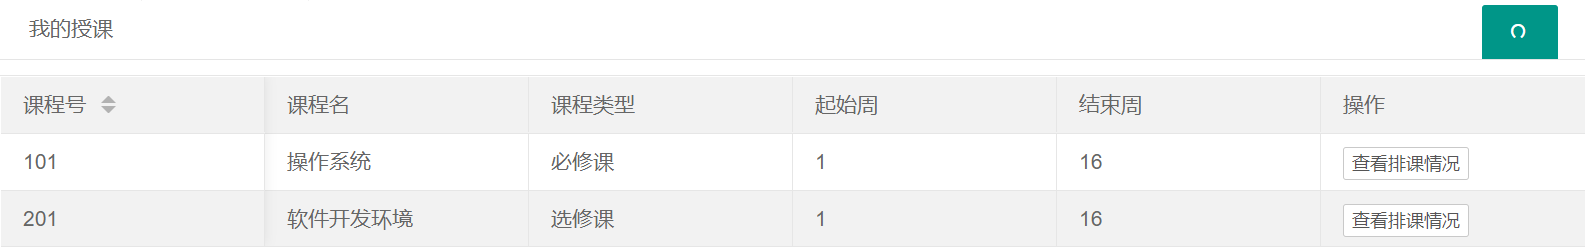 我的授课
课程号 课程名 课程类型 起始周 结束周 操作
101 操作系统 必修课 1 16 查看排课情况
201 软件开发环境 选修课 1 16 查看排课情况